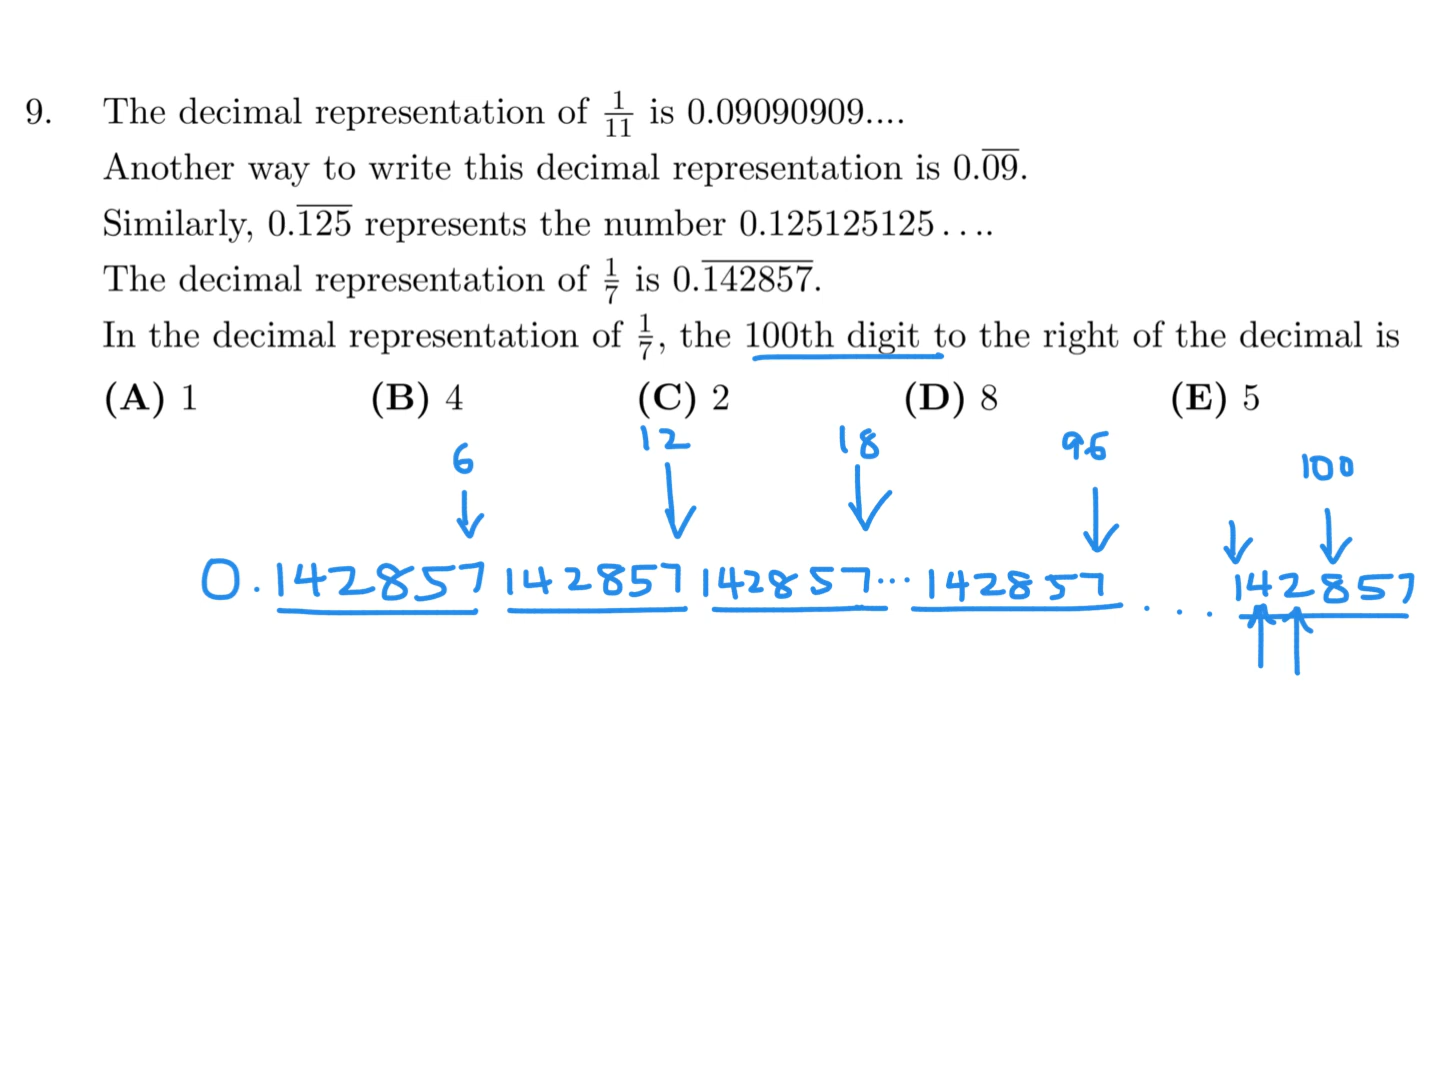 9. The decimal representation of 1/11 is 0.09090909....
Another way to write this decimal representation is 0.0̅9̅.
Similarly, 0.1̅2̅5̅ represents the number 0.125125125....
The decimal representation of 1/7 is 0.1̅4̅2̅8̅5̅7̅.
In the decimal representation of 1/7, the 100th digit to the right of the decimal is
(A) 1 (B) 4 (C) 2 (D) 8 (E) 5
6 12 18 96 100
0.142857 142857 142857... 142857 ... 142857